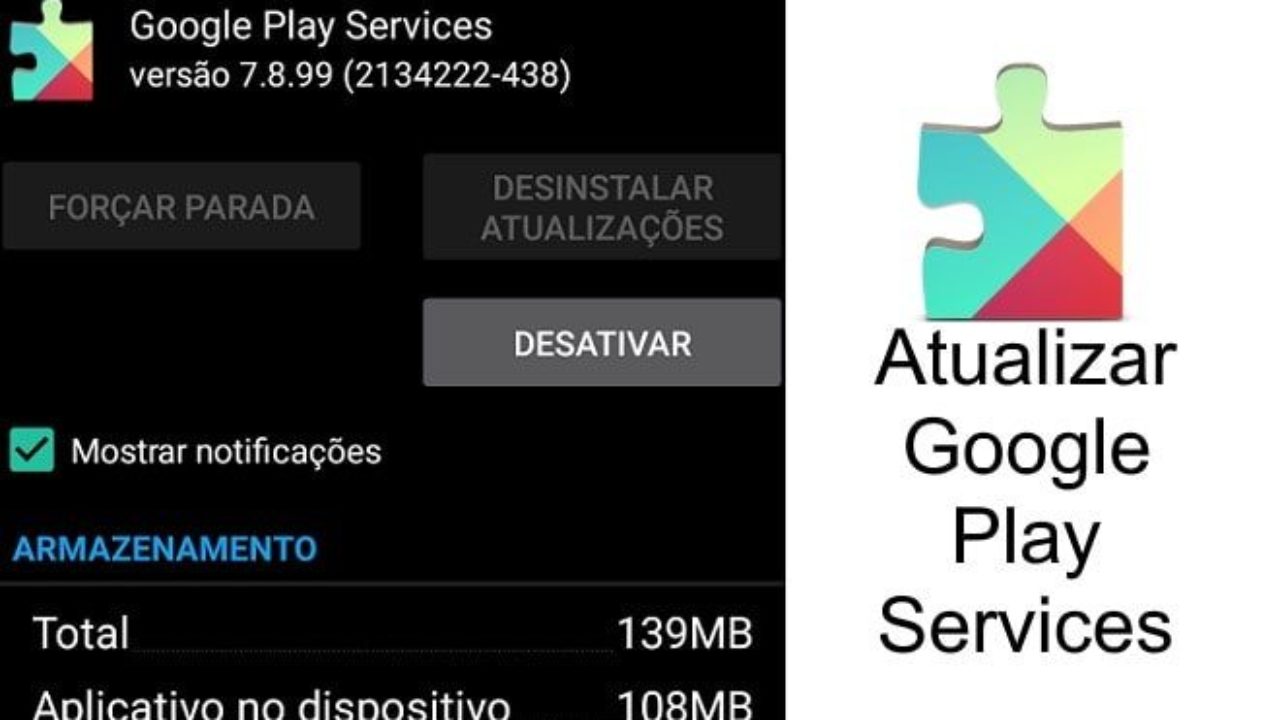 Google Play Services
versão 7.8.99 (2134222-438)
FORÇAR PARADA
DESINSTALAR
ATUALIZAÇÕES
DESATIVAR
Mostrar notificações
ARMAZENAMENTO
Total 139MB
Aplicativo no dispositivo 108MB
Atualizar
Google
Play
Services